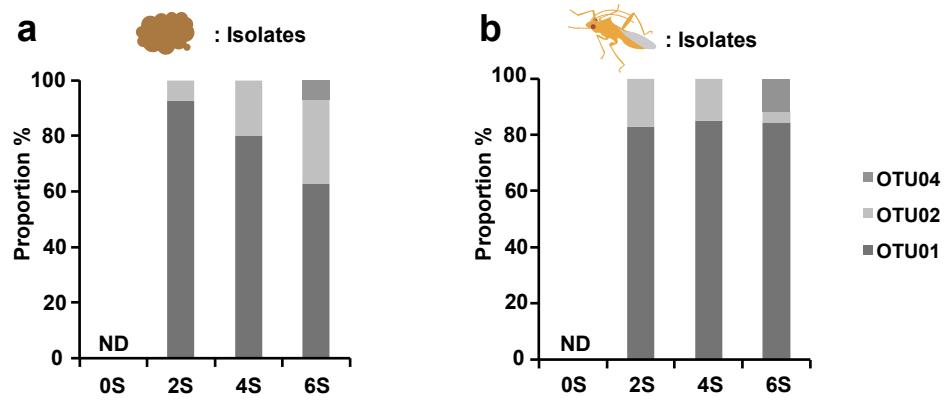 a
: Isolates
Proportion %
100
80
60
40
20
0
ND
0S 2S 4S 6S
b
: Isolates
Proportion %
100
80
60
40
20
0
ND
0S 2S 4S 6S
OTU04
OTU02
OTU01